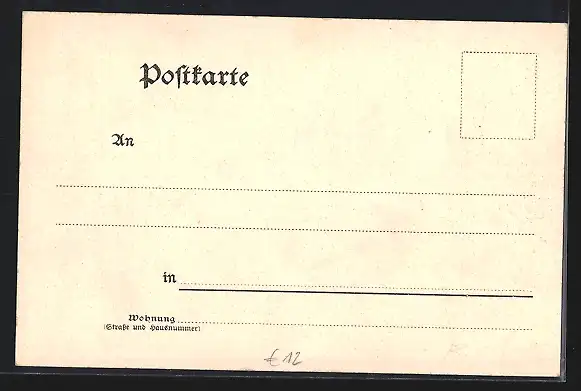 Postkarte
An
in
Wohnung
(Straße und Hausnummer)
€ 12